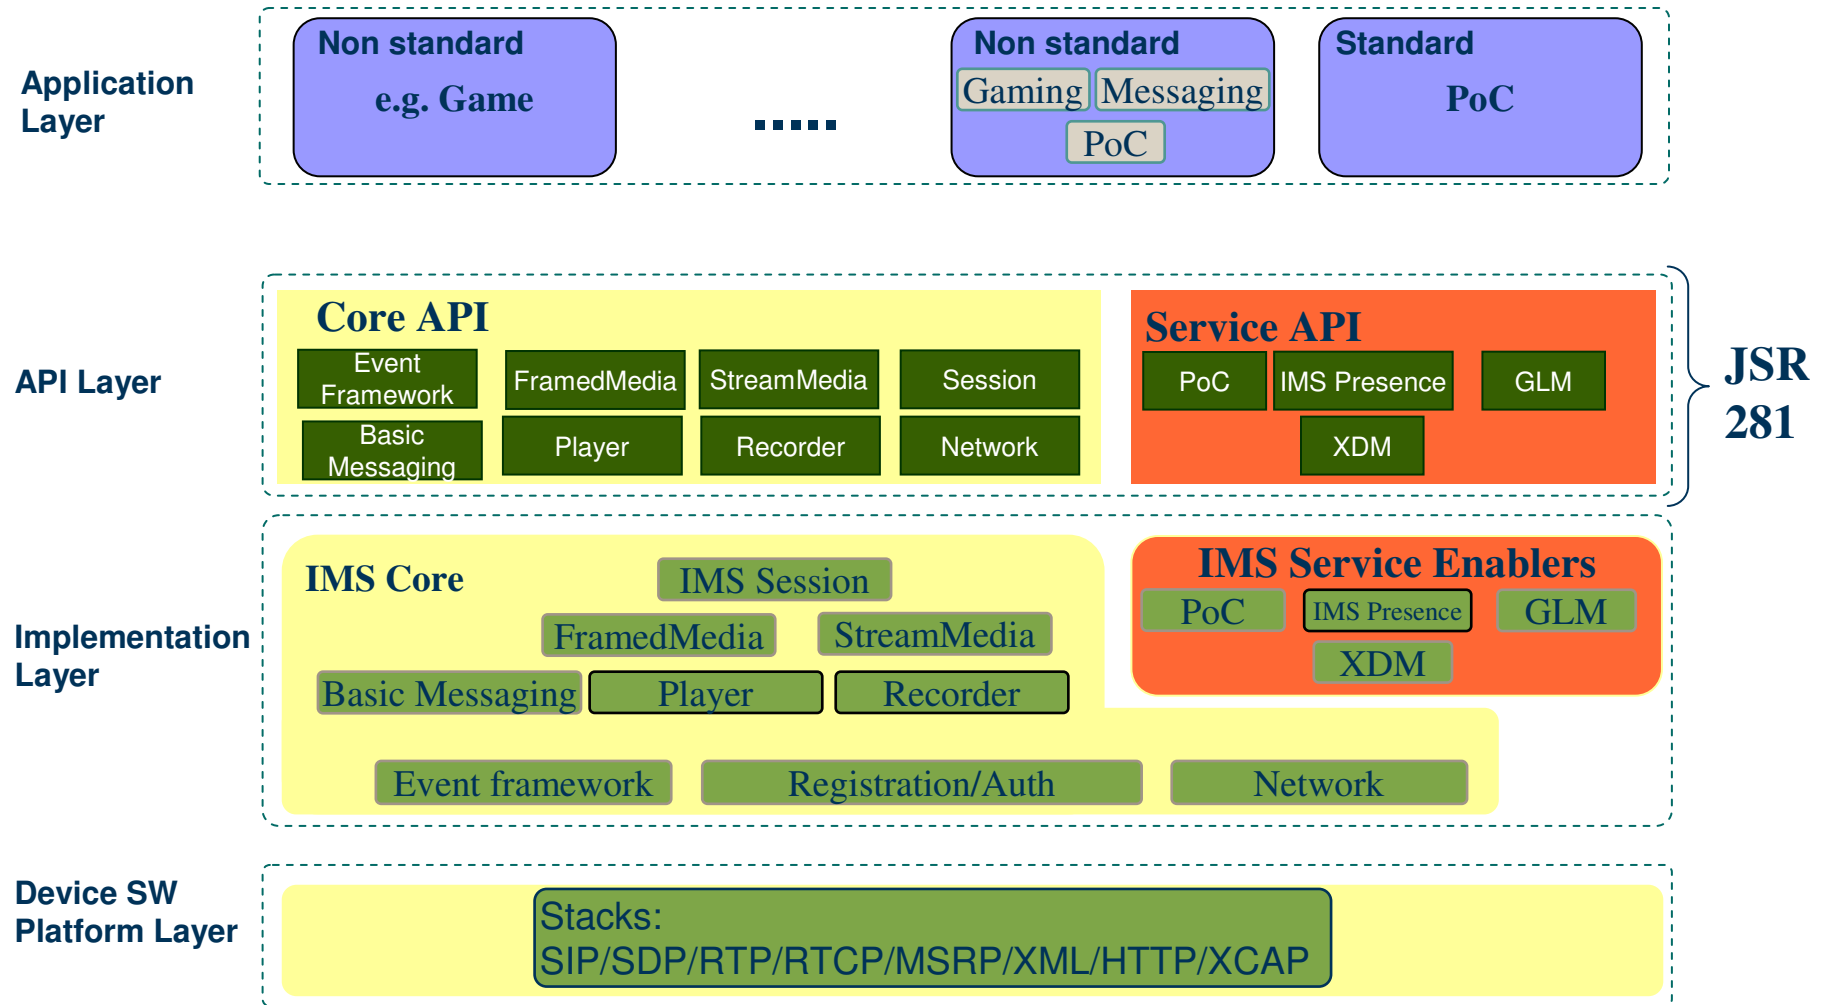 Non standard
e.g. Game
.....
Non standard
Gaming Messaging
PoC
Standard
PoC
Application
Layer
Core API
Event
Framework
FramedMedia
StreamMedia
Session
Basic
Messaging
Player
Recorder
Network
Service API
PoC
IMS Presence
GLM
XDM
API Layer
JSR
281
IMS Core
IMS Session
FramedMedia
StreamMedia
Basic Messaging
Player
Recorder
Event framework
Registration/Auth
Network
IMS Service Enablers
PoC
IMS Presence
GLM
XDM
Implementation
Layer
Device SW
Platform Layer
Stacks:
SIP/SDP/RTP/RTCP/MSRP/XML/HTTP/XCAP